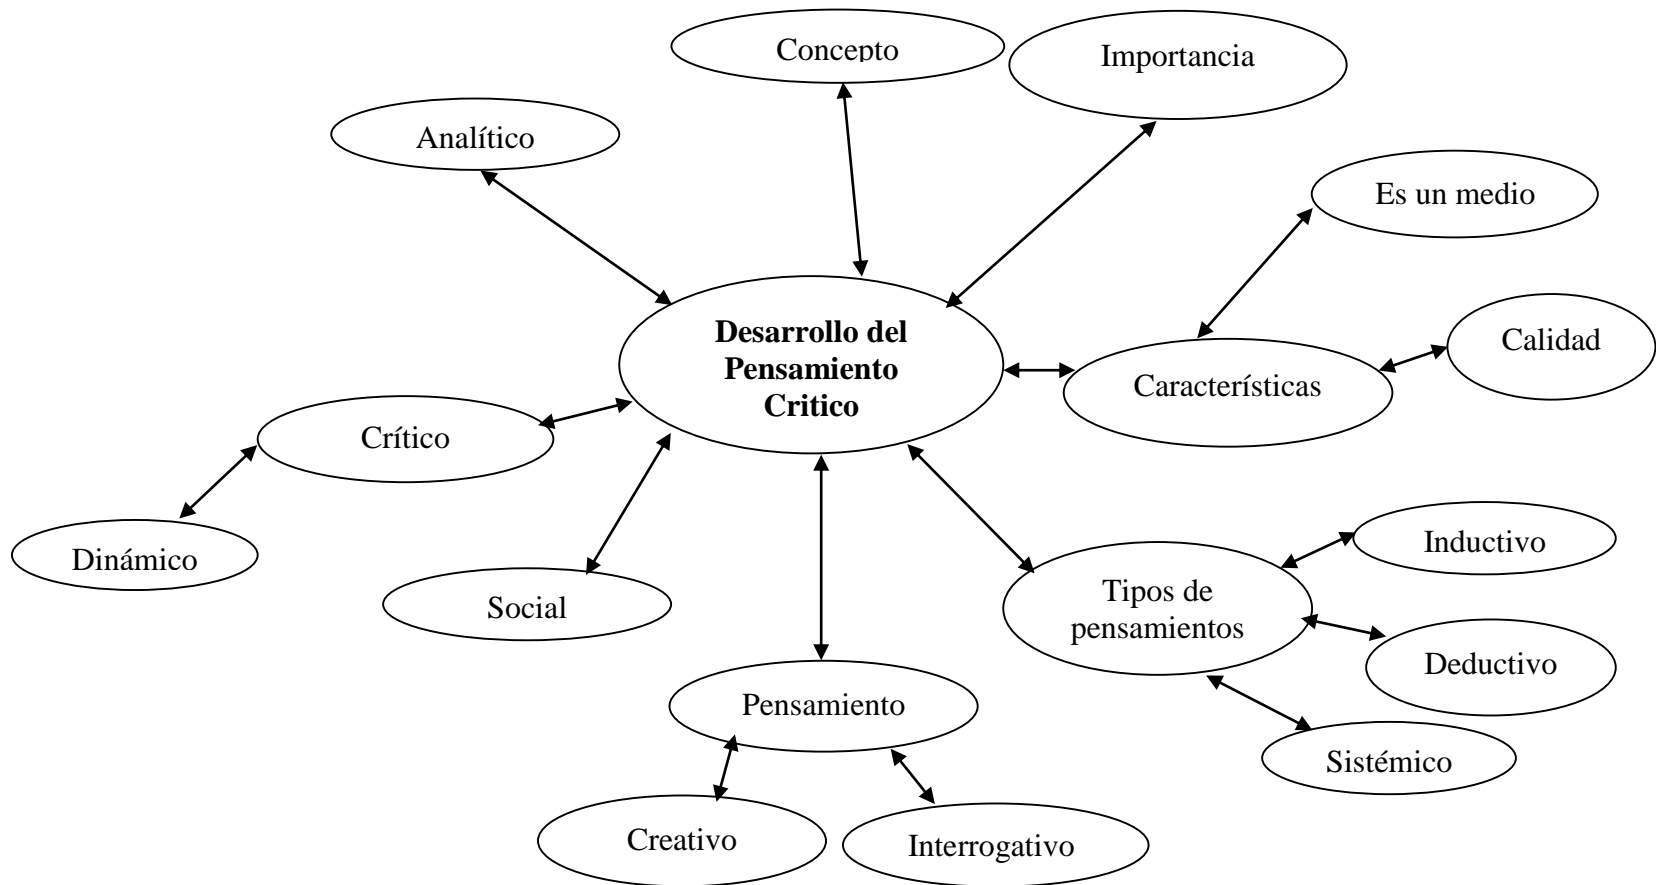 Concepto
Importancia
Analítico
Es un medio
Desarrollo del
Pensamiento
Critico
Calidad
Características
Crítico
Dinámico
Social
Inductivo
Tipos de
pensamientos
Deductivo
Pensamiento
Sistémico
Creativo
Interrogativo